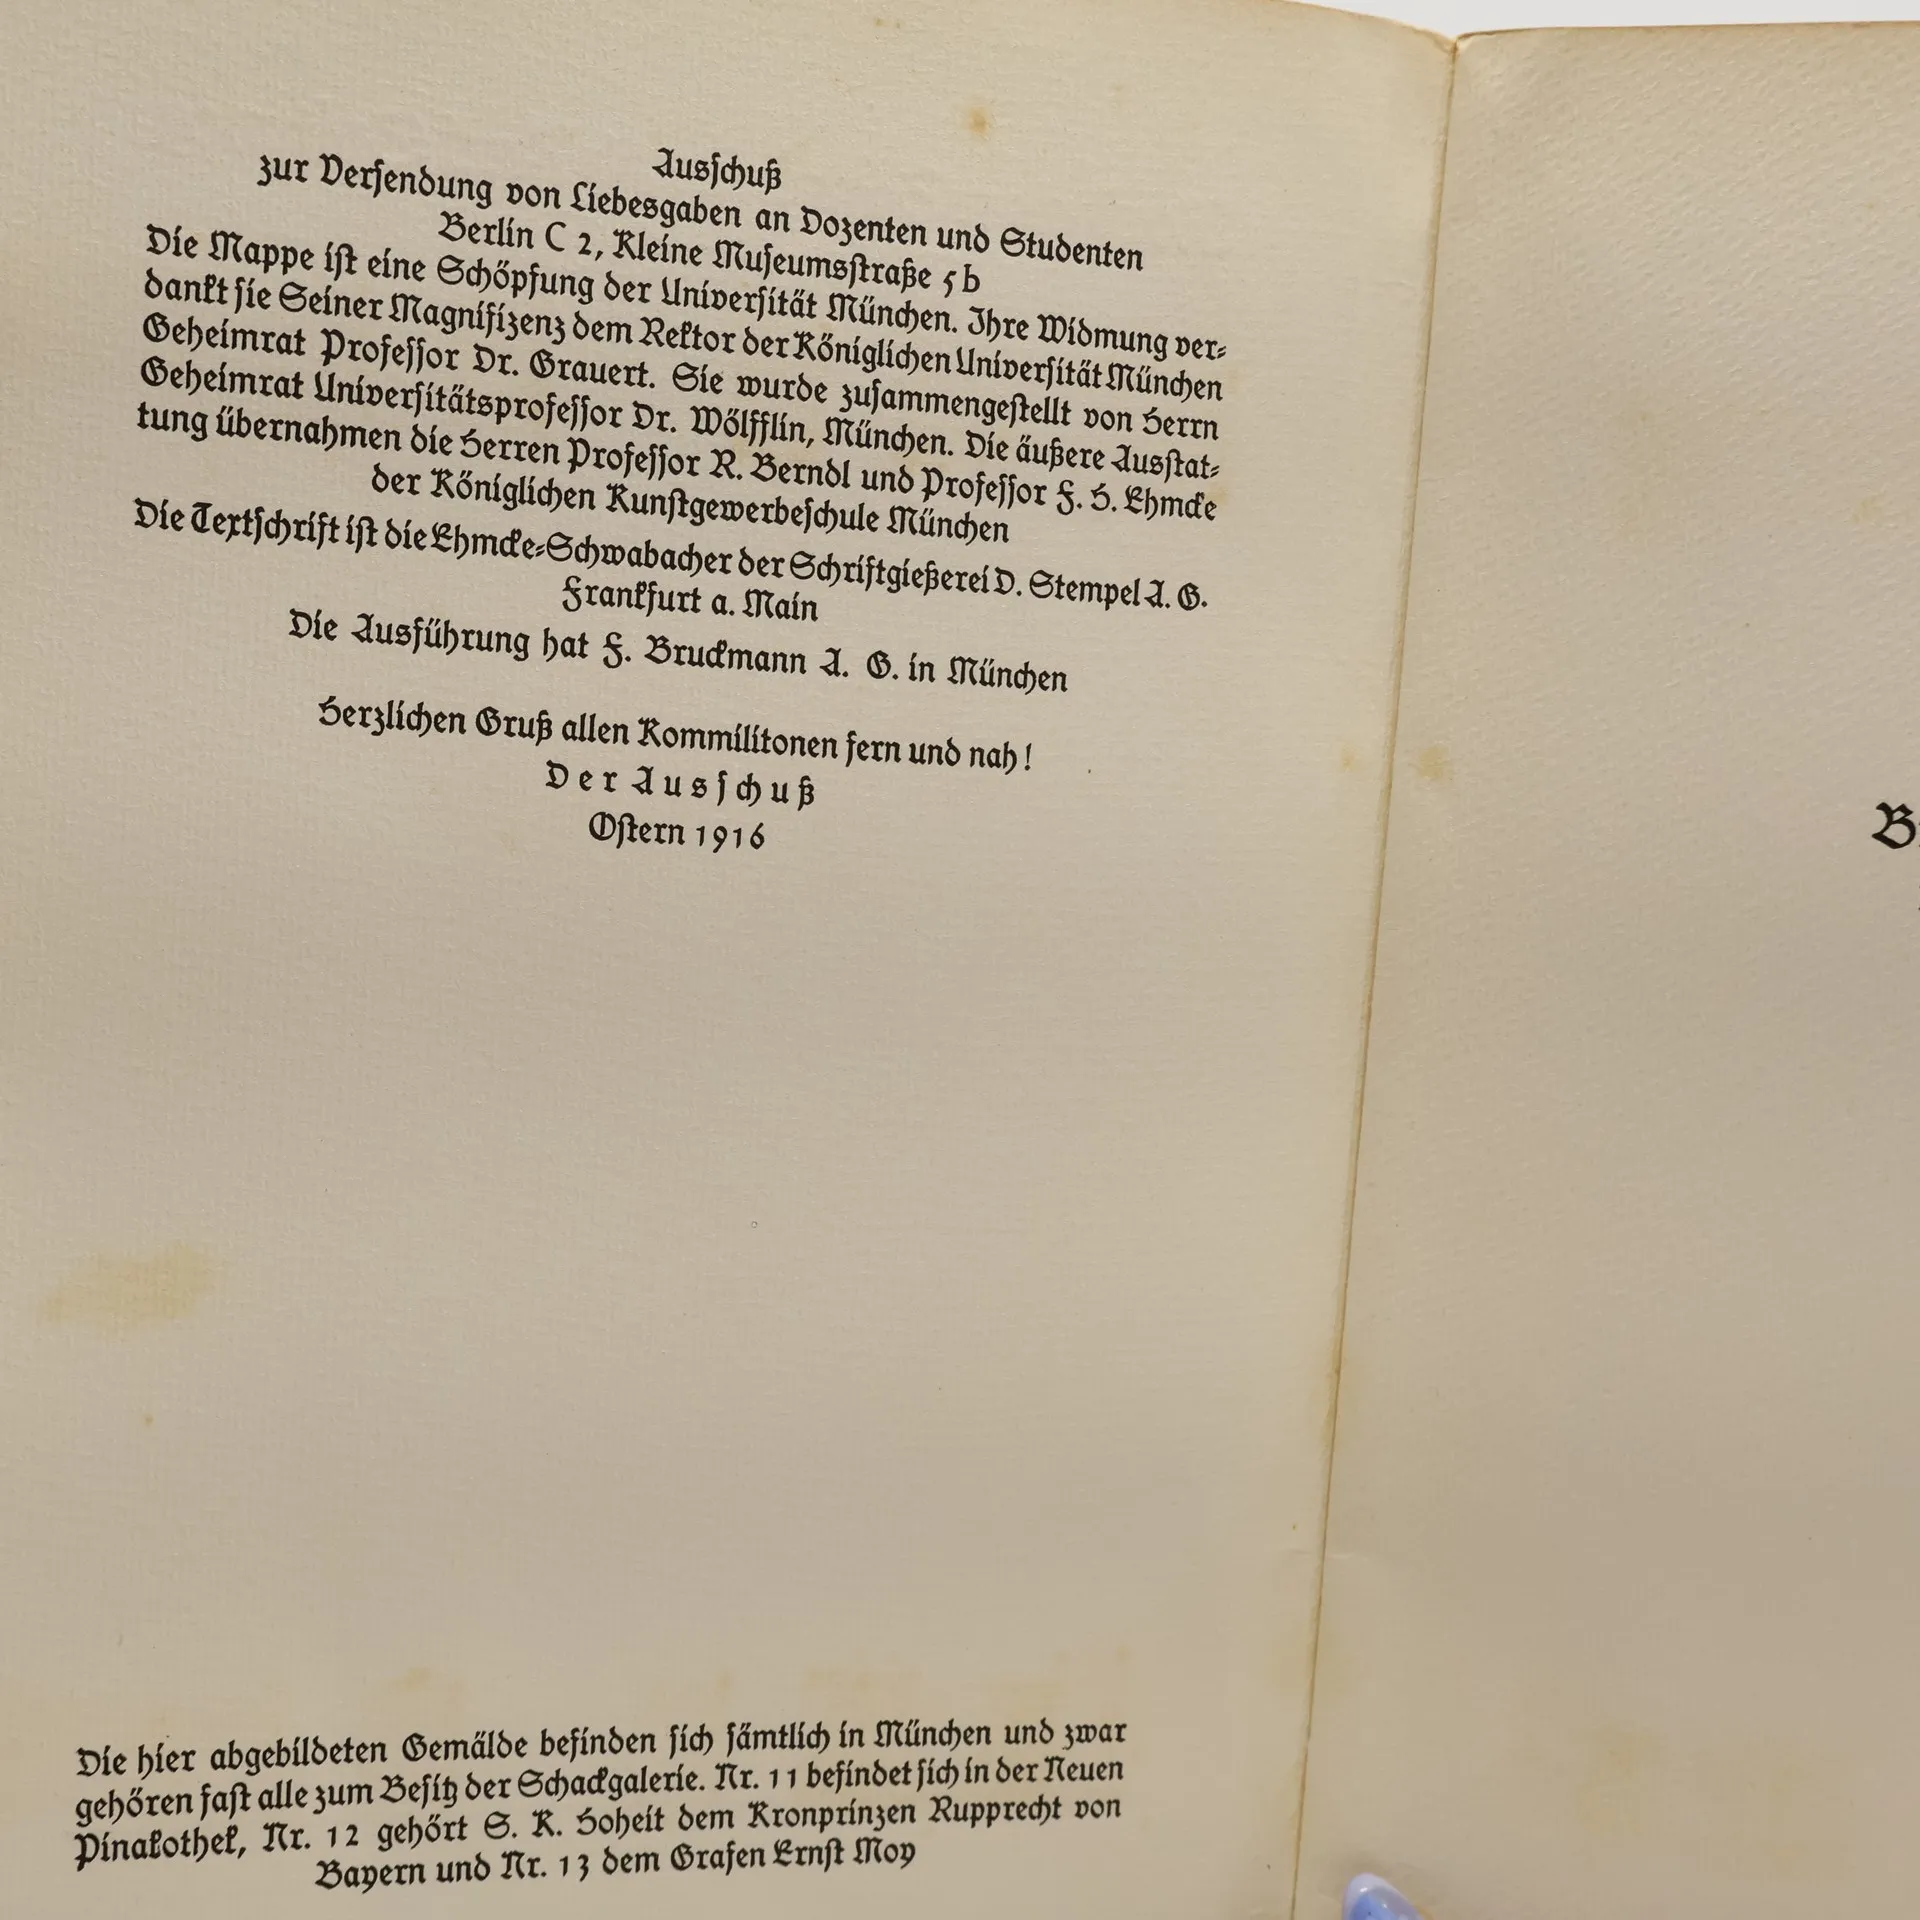 Ausschuß
zur Versendung von Liebesgaben an Dozenten und Studenten
Berlin C 2, Kleine Museumsstraße 5 b
Die Mappe ist eine Schöpfung der Universität München. Ihre Widmung ver-
dankt sie Seiner Magnifizenz dem Rektor der Königlichen Universität München
Geheimrat Professor Dr. Grauert. Sie wurde zusammengestellt von Herrn
Geheimrat Universitätsprofessor Dr. Wölfflin, München. Die äußere Ausstat-
tung übernahmen die Herren Professor R. Berndl und Professor F. H. Ehmcke
der Königlichen Kunstgewerbeschule München
Die Textschrift ist die Ehmcke-Schwabacher der Schriftgießerei D. Stempel A. G.
Frankfurt a. Main
Die Ausführung hat F. Bruckmann A. G. in München
Herzlichen Gruß allen Kommilitonen fern und nah!
Der Ausschuß
Ostern 1916
Die hier abgebildeten Gemälde befinden sich sämtlich in München und zwar
gehören fast alle zum Besitz der Schackgalerie. Nr. 11 befindet sich in der Neuen
Pinakothek, Nr. 12 gehört S. K. Hoheit dem Kronprinzen Rupprecht von
Bayern und Nr. 13 dem Grafen Ernst Moy